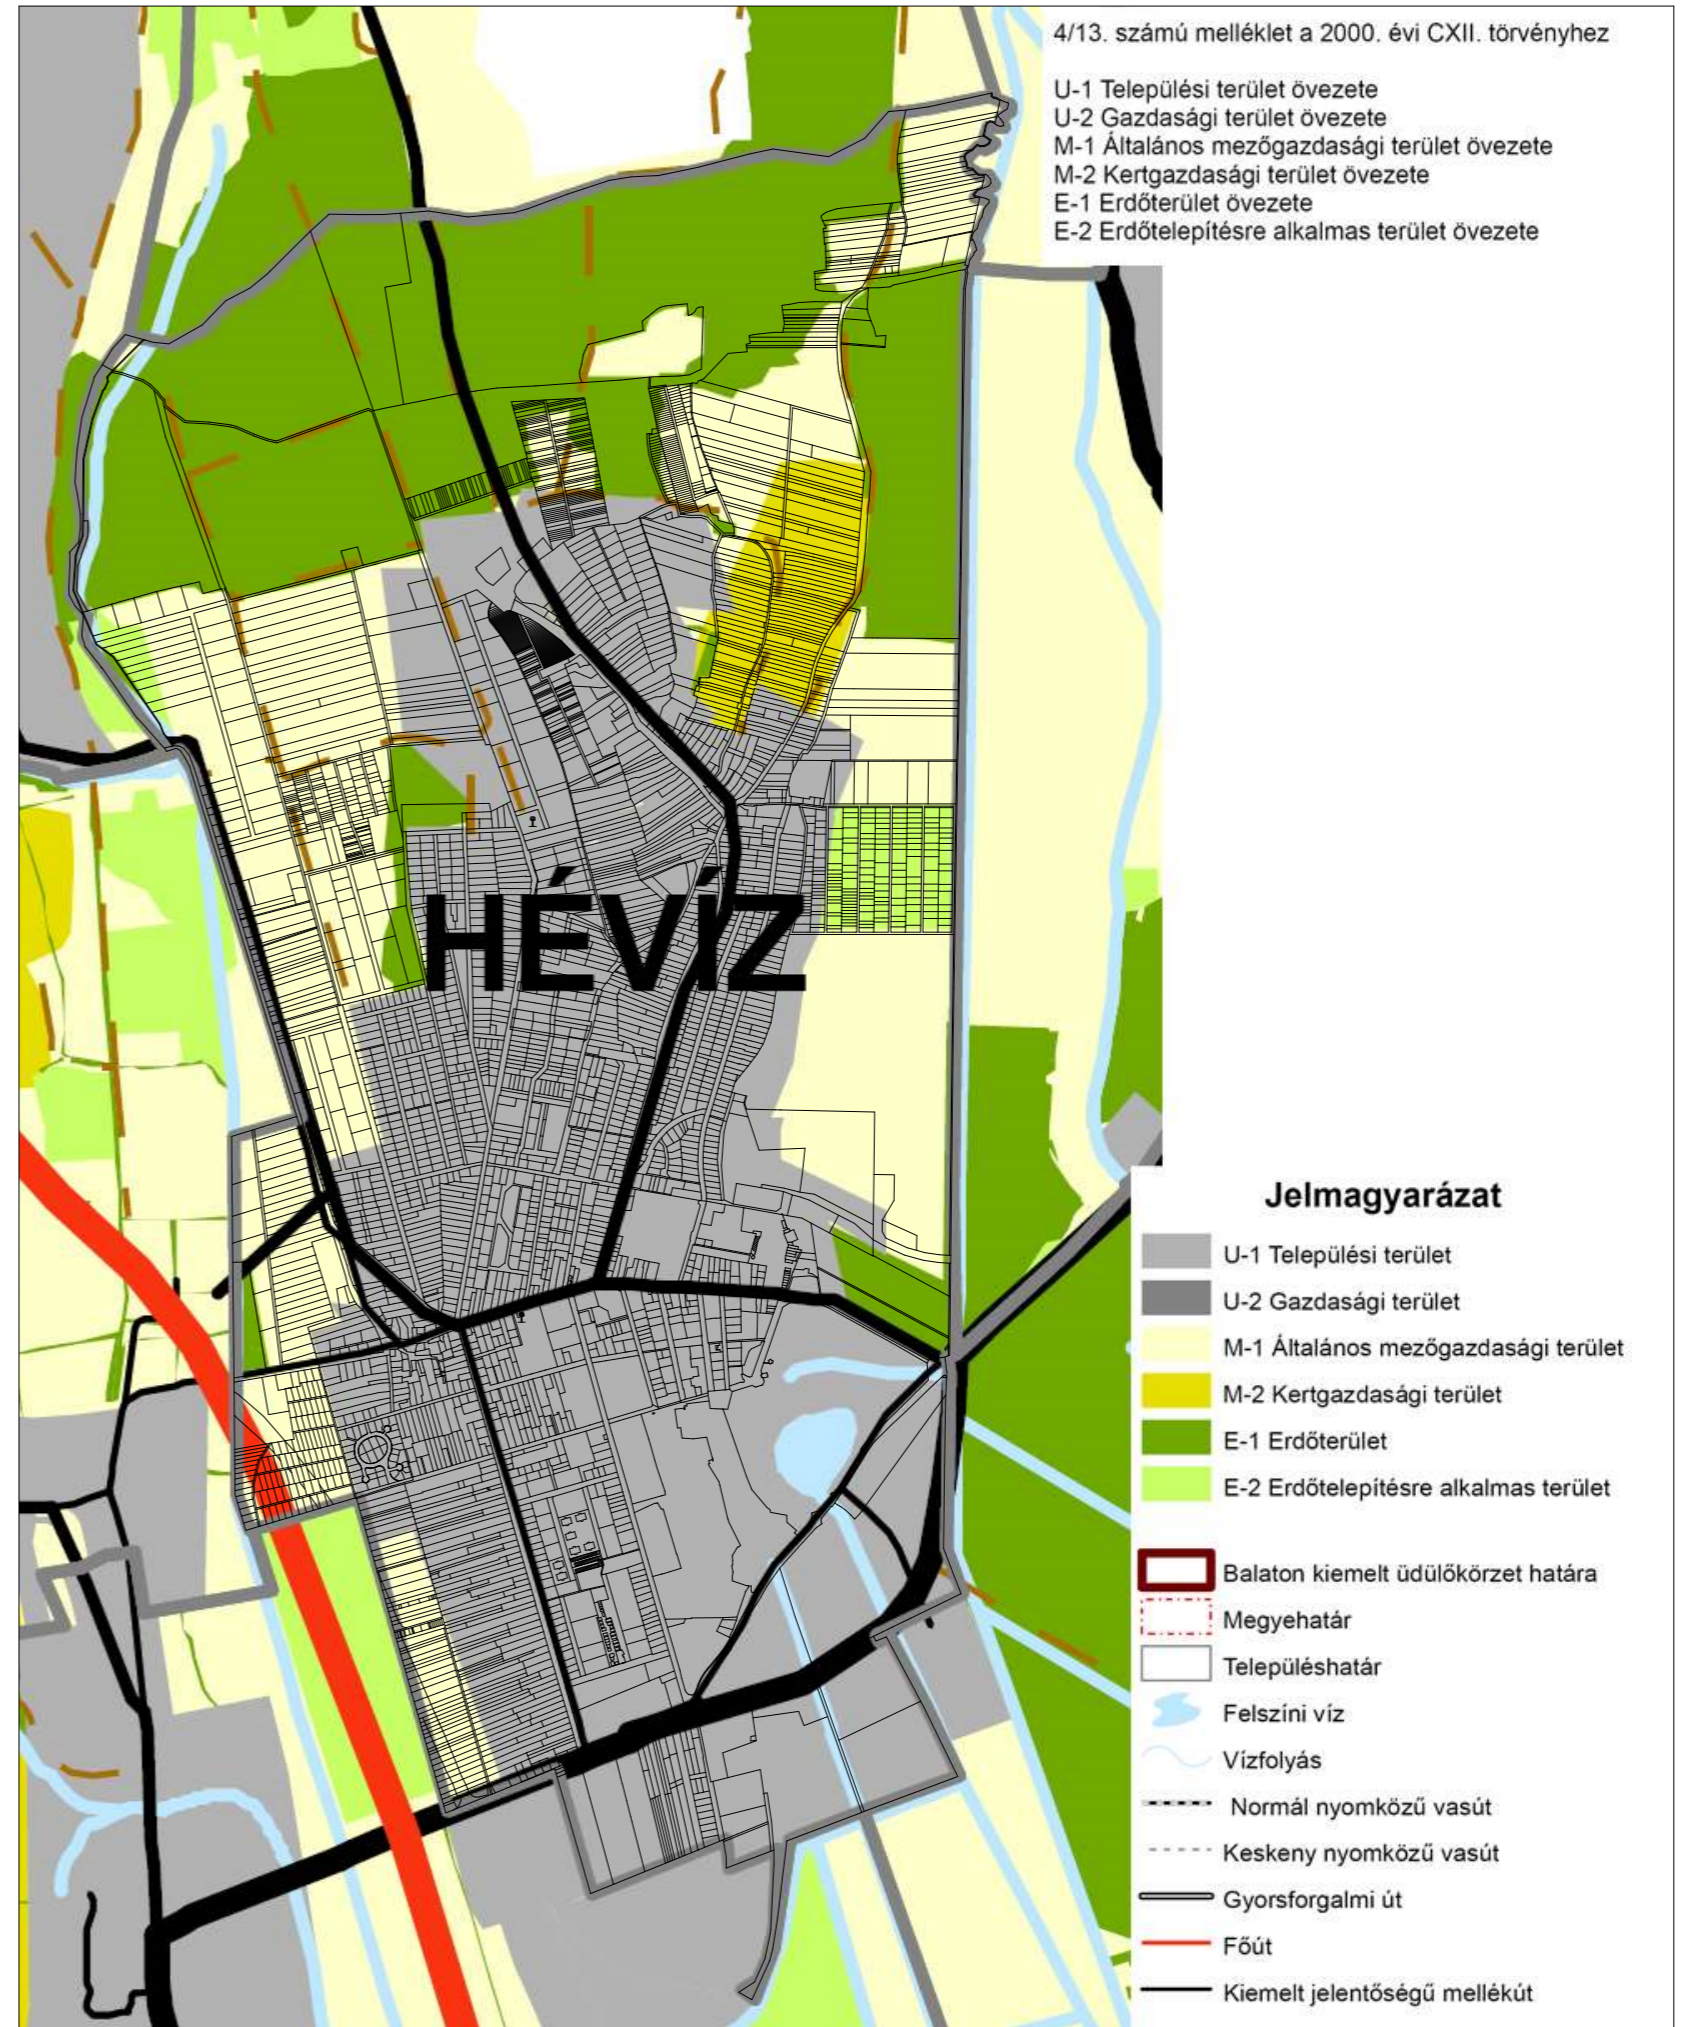 4/13. számú melléklet a 2000. évi CXII. törvényhez
U-1 Települési terület övezete
U-2 Gazdasági terület övezete
M-1 Általános mezőgazdasági terület övezete
M-2 Kertgazdasági terület övezete
E-1 Erdőterület övezete
E-2 Erdőtelepítésre alkalmas terület övezete
HÉVÍZ
Jelmagyarázat
U-1 Települési terület
U-2 Gazdasági terület
M-1 Általános mezőgazdasági terület
M-2 Kertgazdasági terület
E-1 Erdőterület
E-2 Erdőtelepítésre alkalmas terület
Balaton kiemelt üdülőkörzet határa
Megyehatár
Településhatár
Felszíni víz
Vízfolyás
Normál nyomközű vasút
Keskeny nyomközű vasút
Gyorsforgalmi út
Főút
Kiemelt jelentőségű mellékút